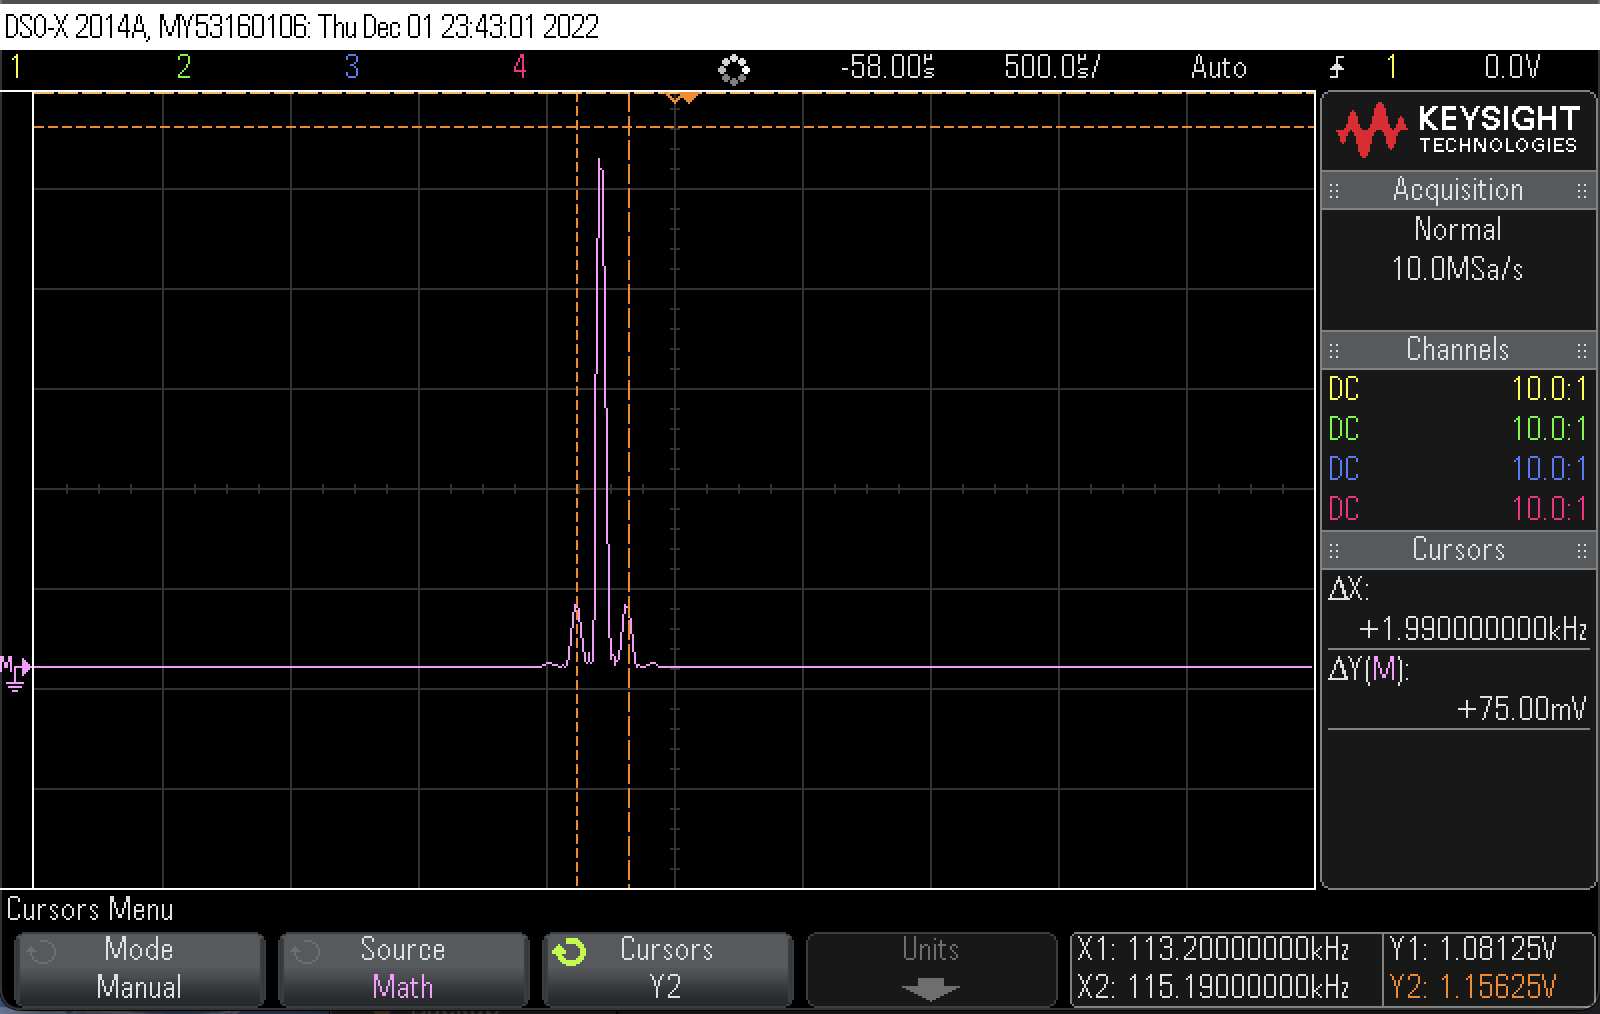 DSO-X 2014A, MY53160106: Thu Dec 01 23:43:01 2022
1 2 3 4 -58.00µs 500.0µs/ Auto 1 0.0V
KEYSIGHT
TECHNOLOGIES
Acquisition
Normal
10.0MSa/s
Channels
DC 10.0:1
DC 10.0:1
DC 10.0:1
DC 10.0:1
Cursors
ΔX:
+1.990000000kHz
ΔY(M):
+75.00mV
M
Cursors Menu
Mode
Manual
Source
Math
Cursors
Y2
Units
X1: 113.20000000kHz Y1: 1.08125V
X2: 115.19000000kHz Y2: 1.15625V